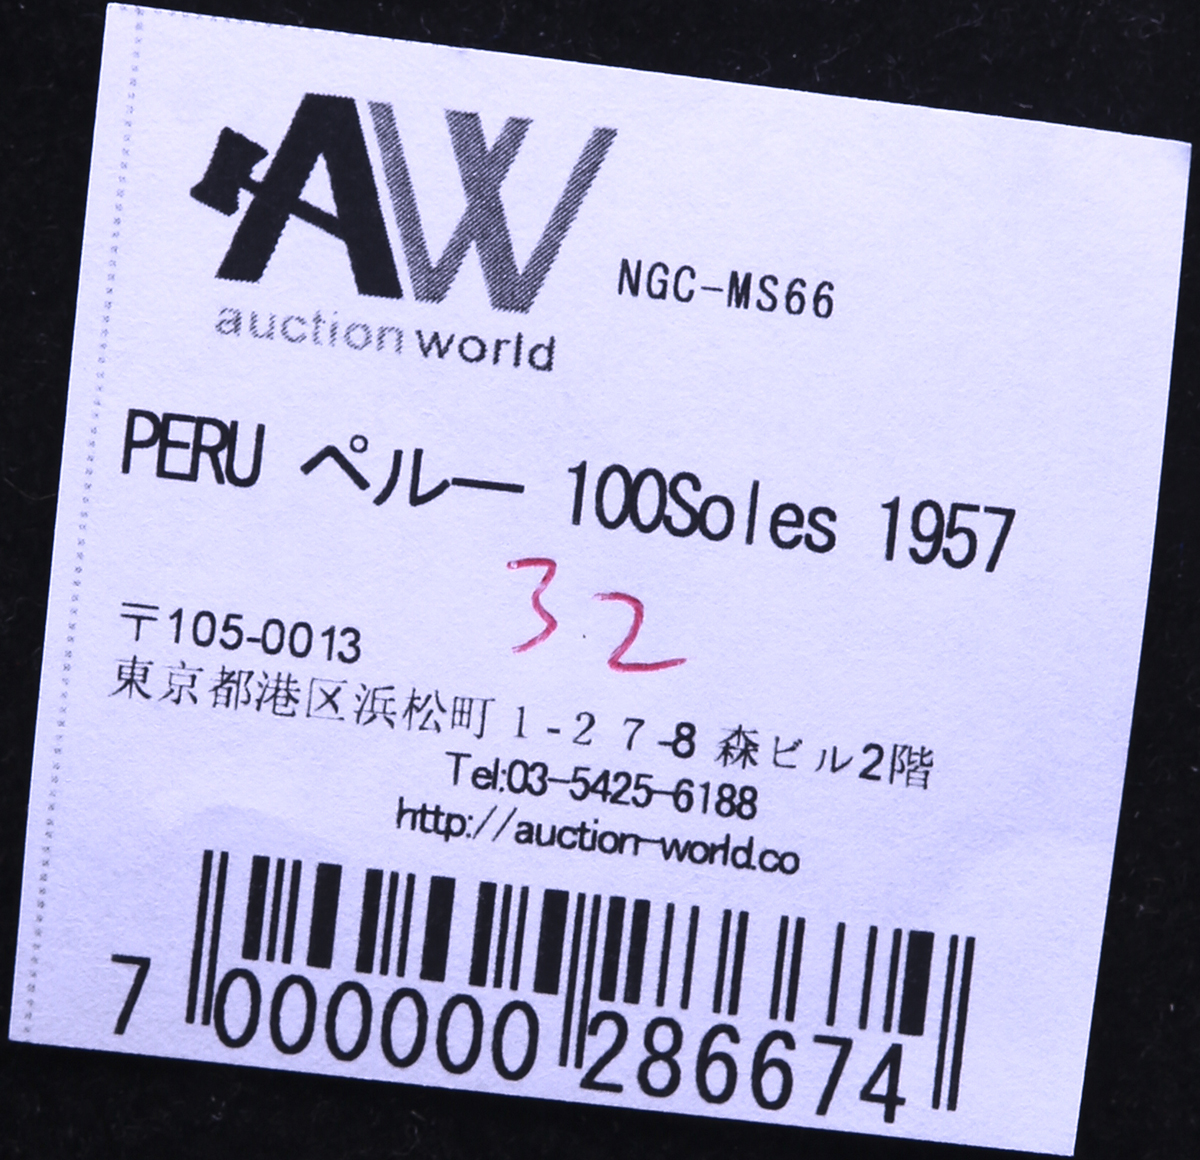 AW
auction world
NGC-MS66
PERU ペルー 100Soles 1957
32
〒105-0013
東京都港区浜松町1-27-8 森ビル2階
Tel:03-5425-6188
http://auction-world.co
7 000000 286674